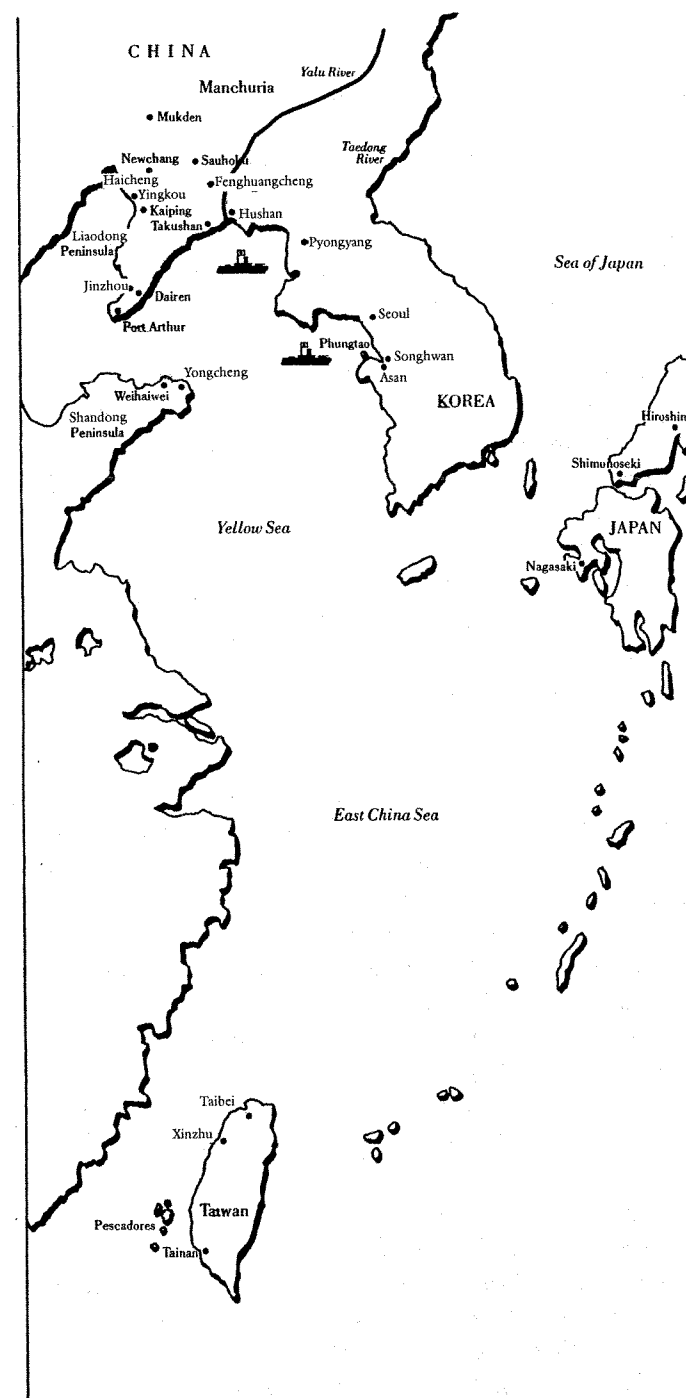 CHINA
Manchuria
Yalu River
Mukden
Taedong
River
Newchang
Sauhoku
Haicheng
Fenghuangcheng
Yingkou
Kaiping
Hushan
Takushan
Liaodong
Peninsula
Pyongyang
Sea of Japan
Jinzhou
Dairen
Port Arthur
Seoul
Phungtao
Songhwan
Asan
Yongcheng
Weihaiwei
KOREA
Shandong
Peninsula
Hiroshim
Shimonoseki
Yellow Sea
JAPAN
Nagasaki
East China Sea
Taibei
Xinzhu
Taiwan
Pescadores
Tainan